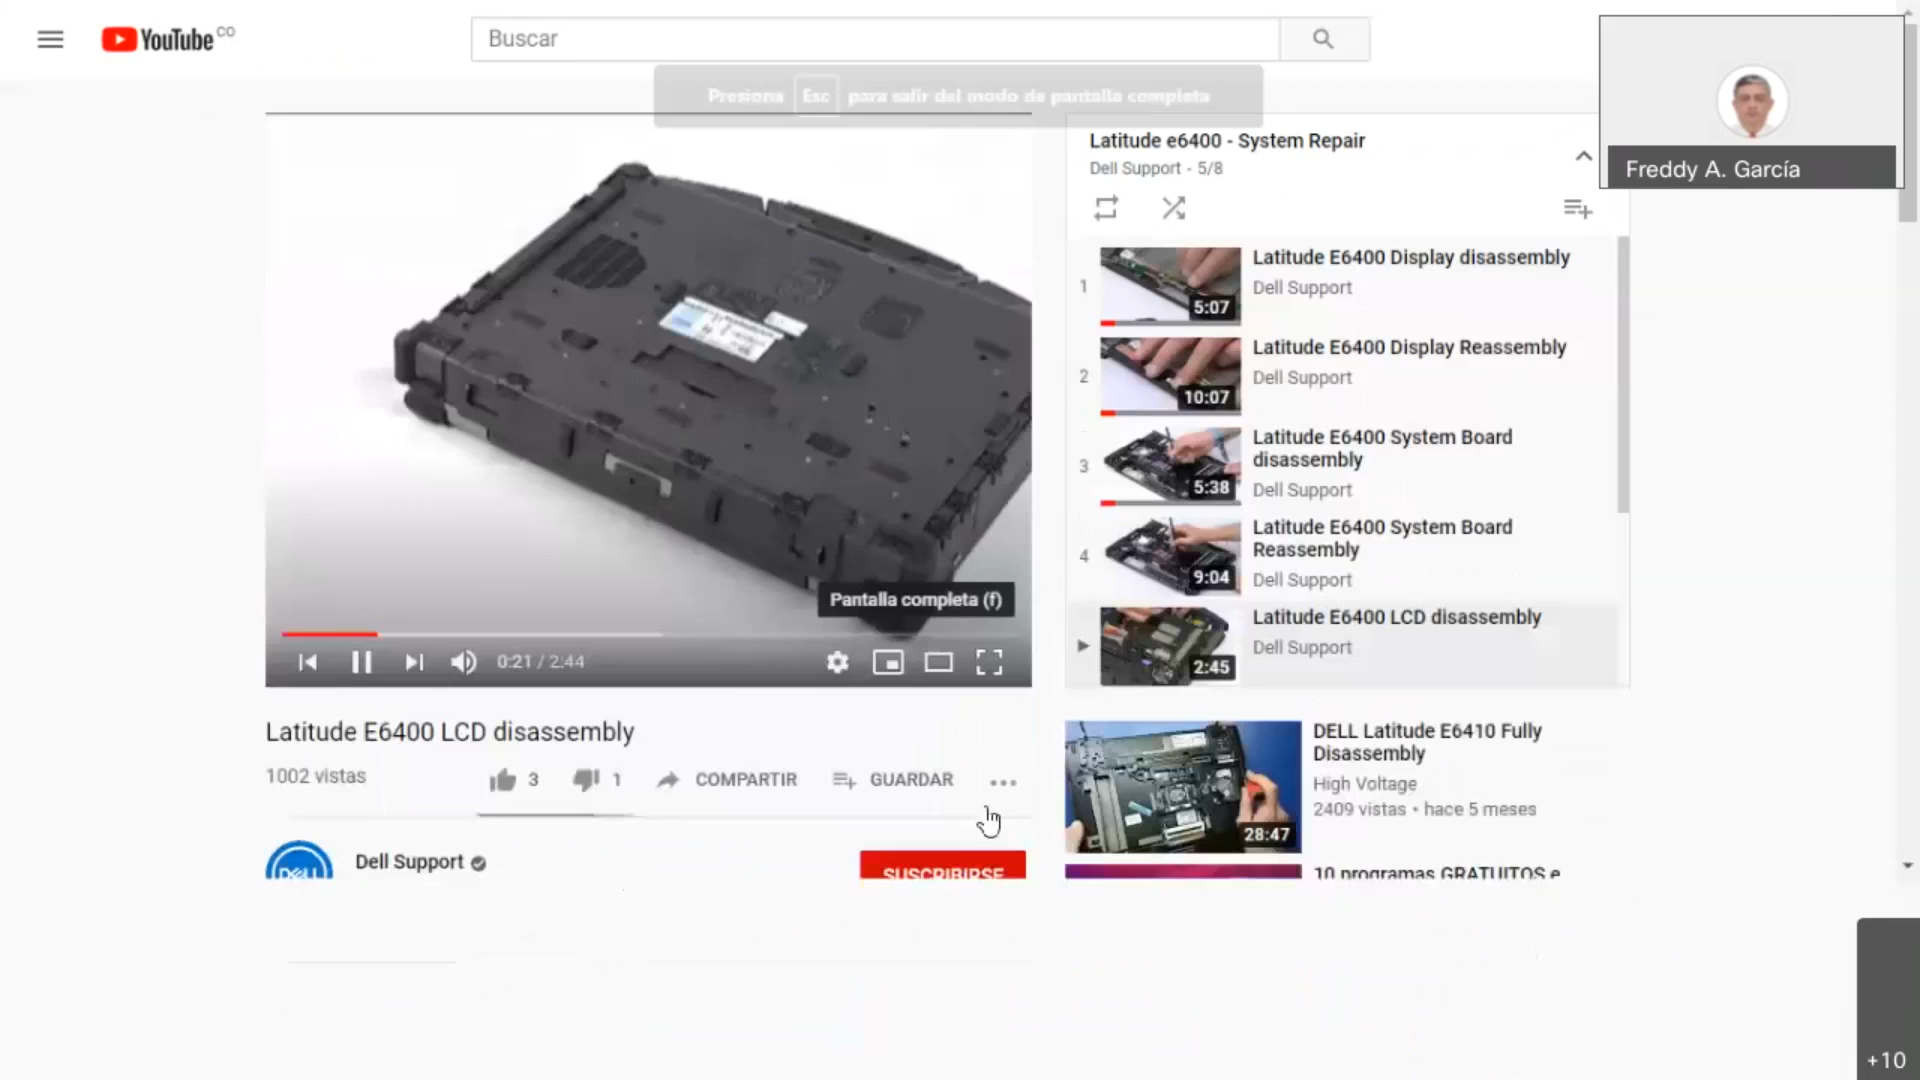 YouTube CO
Buscar
Presiona Esc para salir del modo de pantalla completa
Freddy A. García
Latitude e6400 - System Repair
Dell Support - 5/8
1
5:07
Latitude E6400 Display disassembly
Dell Support
2
10:07
Latitude E6400 Display Reassembly
Dell Support
3
5:38
Latitude E6400 System Board
disassembly
Dell Support
4
9:04
Latitude E6400 System Board
Reassembly
Dell Support
2:45
Latitude E6400 LCD disassembly
Dell Support
Pantalla completa (f)
0:21 / 2:44
Latitude E6400 LCD disassembly
1002 vistas
3
1
COMPARTIR
GUARDAR
DELL
Dell Support
SUSCRIBIRSE
28:47
DELL Latitude E6410 Fully
Disassembly
High Voltage
2409 vistas • hace 5 meses
10 programas GRATUITOS e
+10